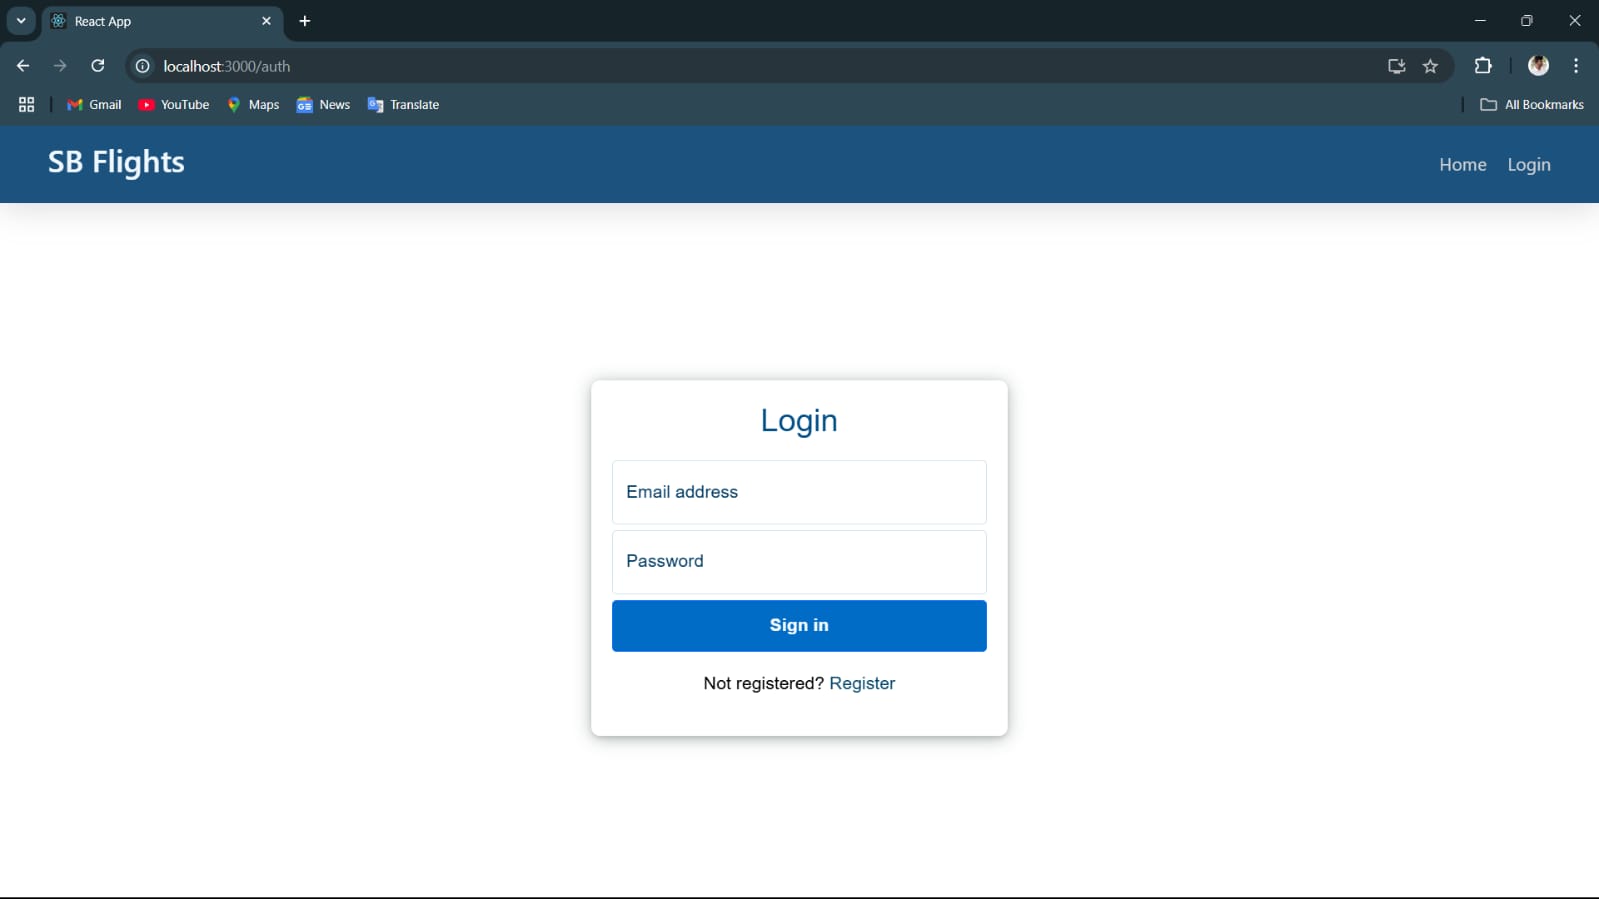 React App
localhost:3000/auth
Gmail YouTube Maps News Translate All Bookmarks
SB Flights Home Login
Login
Email address
Password
Sign in
Not registered? Register